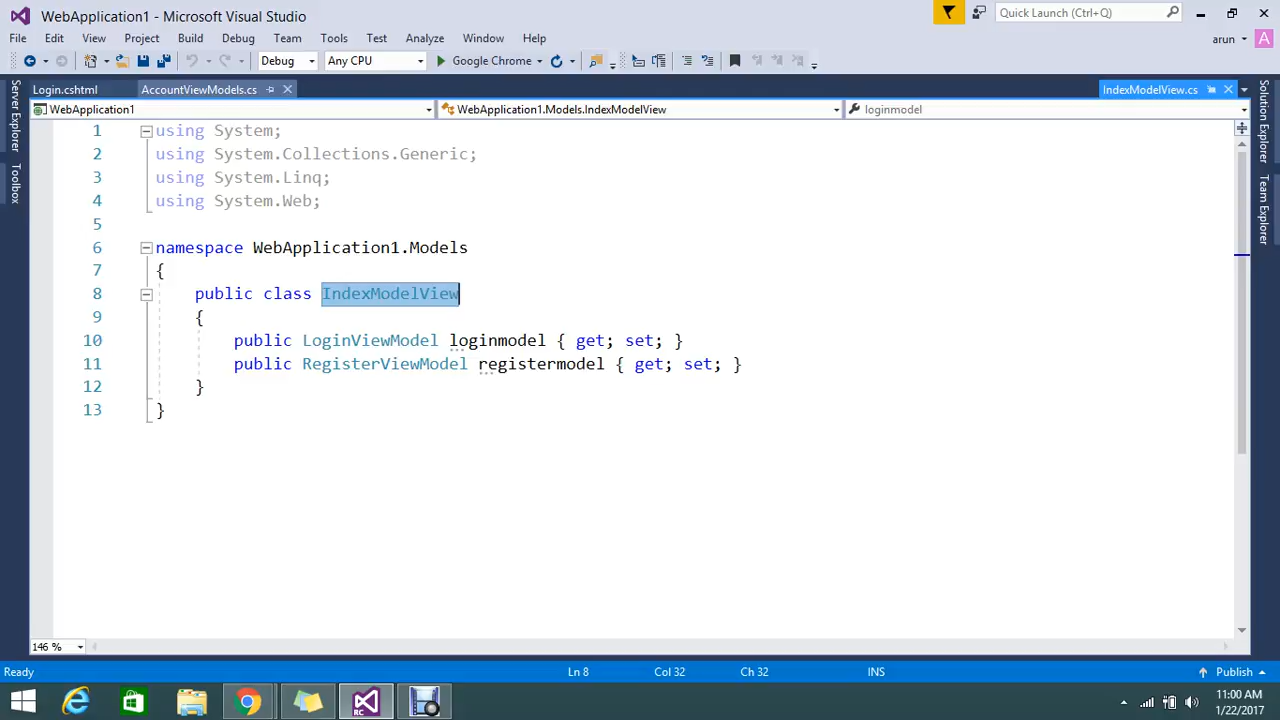 WebApplication1 - Microsoft Visual Studio
Quick Launch (Ctrl+Q)
File Edit View Project Build Debug Team Tools Test Analyze Window Help
arun A
Debug Any CPU Google Chrome
Login.cshtml AccountViewModels.cs IndexModelView.cs
WebApplication1 WebApplication1.Models.IndexModelView loginmodel
Server Explorer
Toolbox
Solution Explorer
Team Explorer
1 using System;
2 using System.Collections.Generic;
3 using System.Linq;
4 using System.Web;
5
6 namespace WebApplication1.Models
7 {
8 public class IndexModelView
9 {
10 public LoginViewModel loginmodel { get; set; }
11 public RegisterViewModel registermodel { get; set; }
12 }
13 }
146 %
Ready Ln 8 Col 32 Ch 32 INS Publish
RC
11:00 AM
1/22/2017